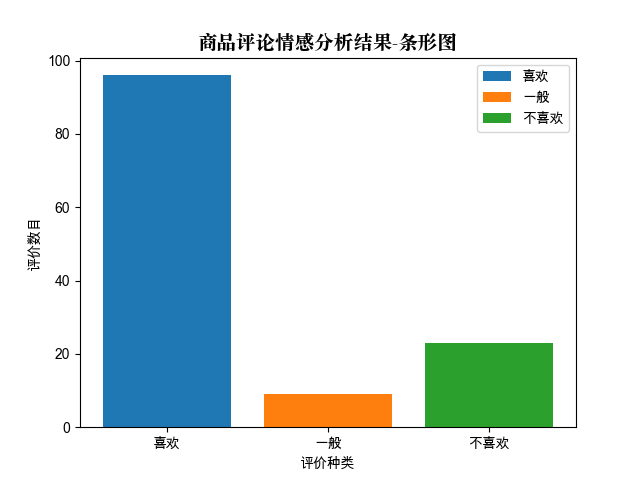 商品评论情感分析结果-条形图
100
80
60
40
20
0
评价数目
喜欢
一般
不喜欢
喜欢
一般
不喜欢
评价种类